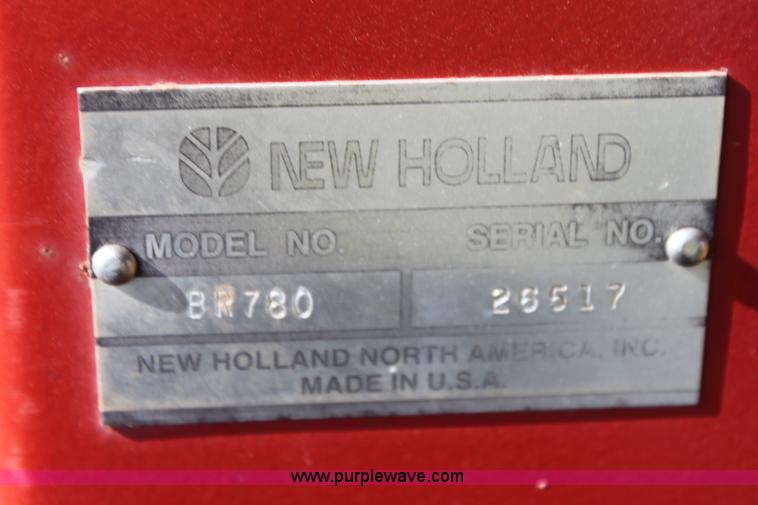 NEW HOLLAND
MODEL NO. SERIAL NO.
BR780 26517
NEW HOLLAND NORTH AMERICA, INC.
MADE IN U.S.A.
www.purplewave.com